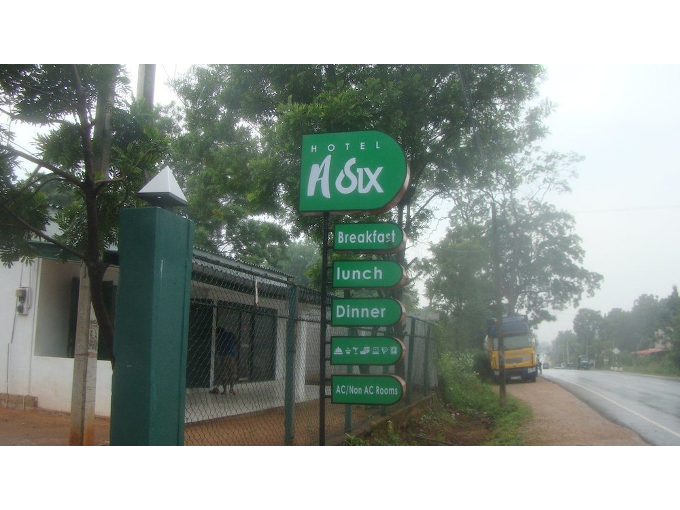 HOTEL
A SIX
Breakfast
lunch
Dinner
AC/Non AC Rooms